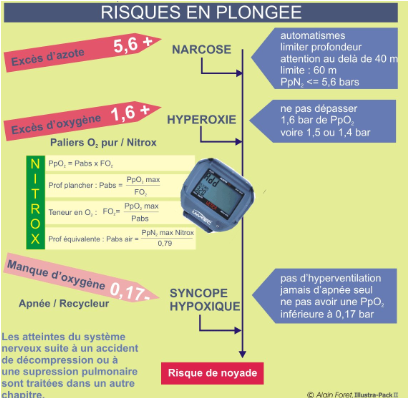 RISQUES EN PLONGEE
Excès d'azote
5,6 +
NARCOSE
automatismes
limiter profondeur
attention au délà de 40 m
limite : 60 m
PpN₂ <= 5,6 bars
Excès d'oxygène
1,6 +
HYPEROXIE
Paliers O₂ pur / Nitrox
ne pas dépasser
1,6 bar de PpO₂
voire 1,5 ou 1,4 bar
NITROX
PpO₂ = Pabs x FO₂
Prof plancher : Pabs = PpO₂ max
FO₂
Teneur en O₂ : FO₂= PpO₂ max
Pabs
Prof équivalente : Pabs air = PpN₂ max Nitrox
0,79
Manque d'oxygène
0,17-
Apnée / Recycleur
SYNCOPE
HYPOXIQUE
pas d'hyperventilation
jamais d'apnée seul
ne pas avoir une PpO₂
inférieure à 0,17 bar
Les atteintes du système
nerveux suite à un accident
de décompression ou à
une supression pulmonaire
sont traitées dans un autre
chapitre.
Risque de noyade
© Alain Foret, Illustra-Pack II